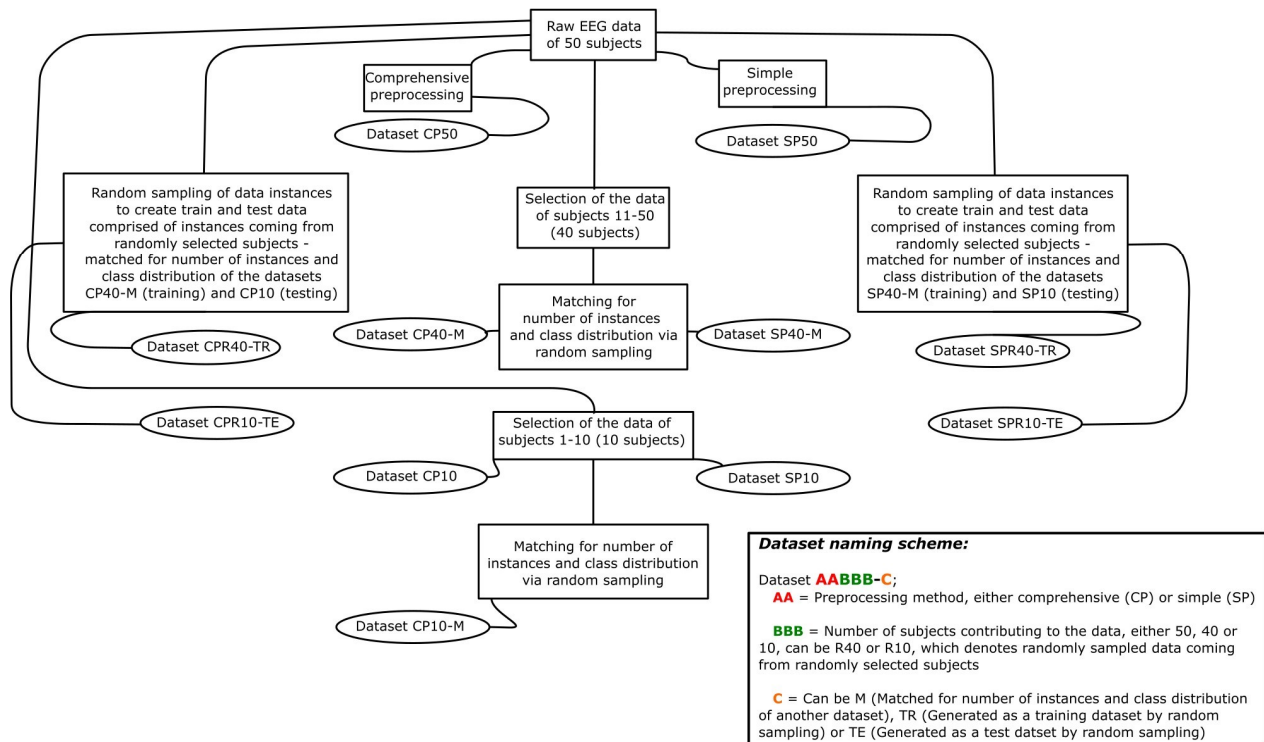 Raw EEG data
of 50 subjects
Comprehensive
preprocessing
Simple
preprocessing
Dataset CP50
Dataset SP50
Random sampling of data instances
to create train and test data
comprised of instances coming from
randomly selected subjects -
matched for number of instances and
class distribution of the datasets
CP40-M (training) and CP10 (testing)
Selection of the data
of subjects 11-50
(40 subjects)
Random sampling of data instances
to create train and test data
comprised of instances coming from
randomly selected subjects -
matched for number of instances and
class distribution of the datasets
SP40-M (training) and SP10 (testing)
Dataset CPR40-TR
Dataset CP40-M
Matching for
number of instances
and class distribution via
random sampling
Dataset SP40-M
Dataset SPR40-TR
Dataset CPR10-TE
Selection of the data of
subjects 1-10 (10 subjects)
Dataset SPR10-TE
Dataset CP10
Dataset SP10
Matching for number of
instances and class distribution
via random sampling
Dataset CP10-M
Dataset naming scheme:
Dataset AABBB-C;
AA = Preprocessing method, either comprehensive (CP) or simple (SP)
BBB = Number of subjects contributing to the data, either 50, 40 or
10, can be R40 or R10, which denotes randomly sampled data coming
from randomly selected subjects
C = Can be M (Matched for number of instances and class distribution
of another dataset), TR (Generated as a training dataset by random
sampling) or TE (Generated as a test datset by random sampling)